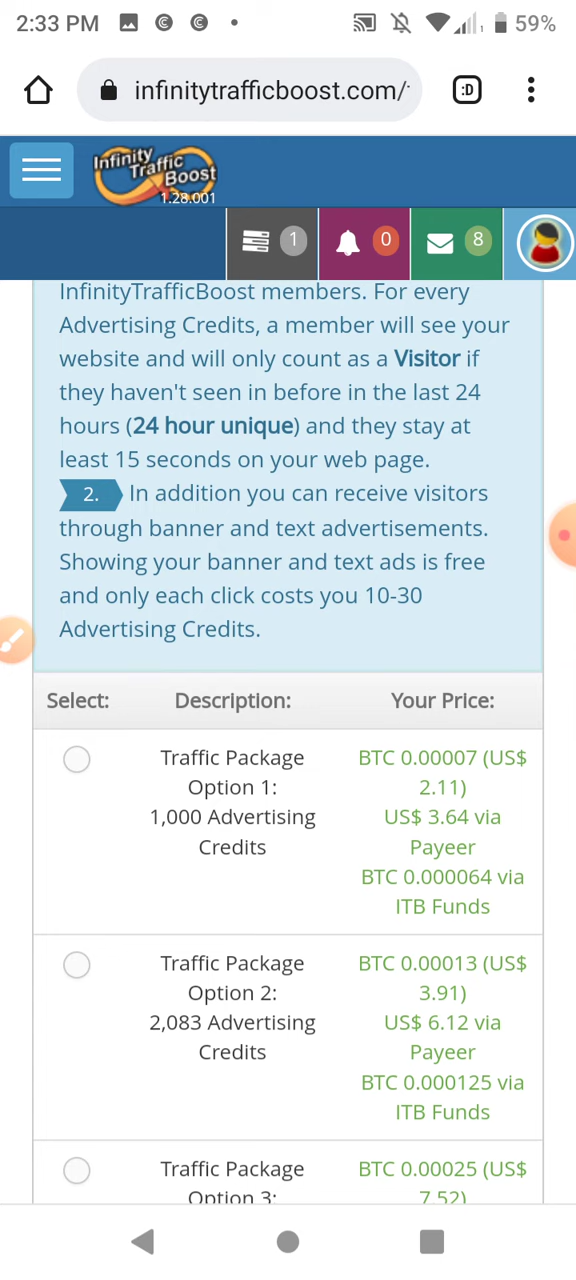 2:33 PM
59%
infinitytrafficboost.com/
:D
Infinity
Traffic
Boost
1.28.001
1
0
8
InfinityTrafficBoost members. For every
Advertising Credits, a member will see your
website and will only count as a Visitor if
they haven't seen in before in the last 24
hours (24 hour unique) and they stay at
least 15 seconds on your web page.
2. In addition you can receive visitors
through banner and text advertisements.
Showing your banner and text ads is free
and only each click costs you 10-30
Advertising Credits.
Select: Description: Your Price:
Traffic Package
Option 1:
1,000 Advertising
Credits
BTC 0.00007 (US$
2.11)
US$ 3.64 via
Payeer
BTC 0.000064 via
ITB Funds
Traffic Package
Option 2:
2,083 Advertising
Credits
BTC 0.00013 (US$
3.91)
US$ 6.12 via
Payeer
BTC 0.000125 via
ITB Funds
Traffic Package
Option 3:
BTC 0.00025 (US$
7.52)